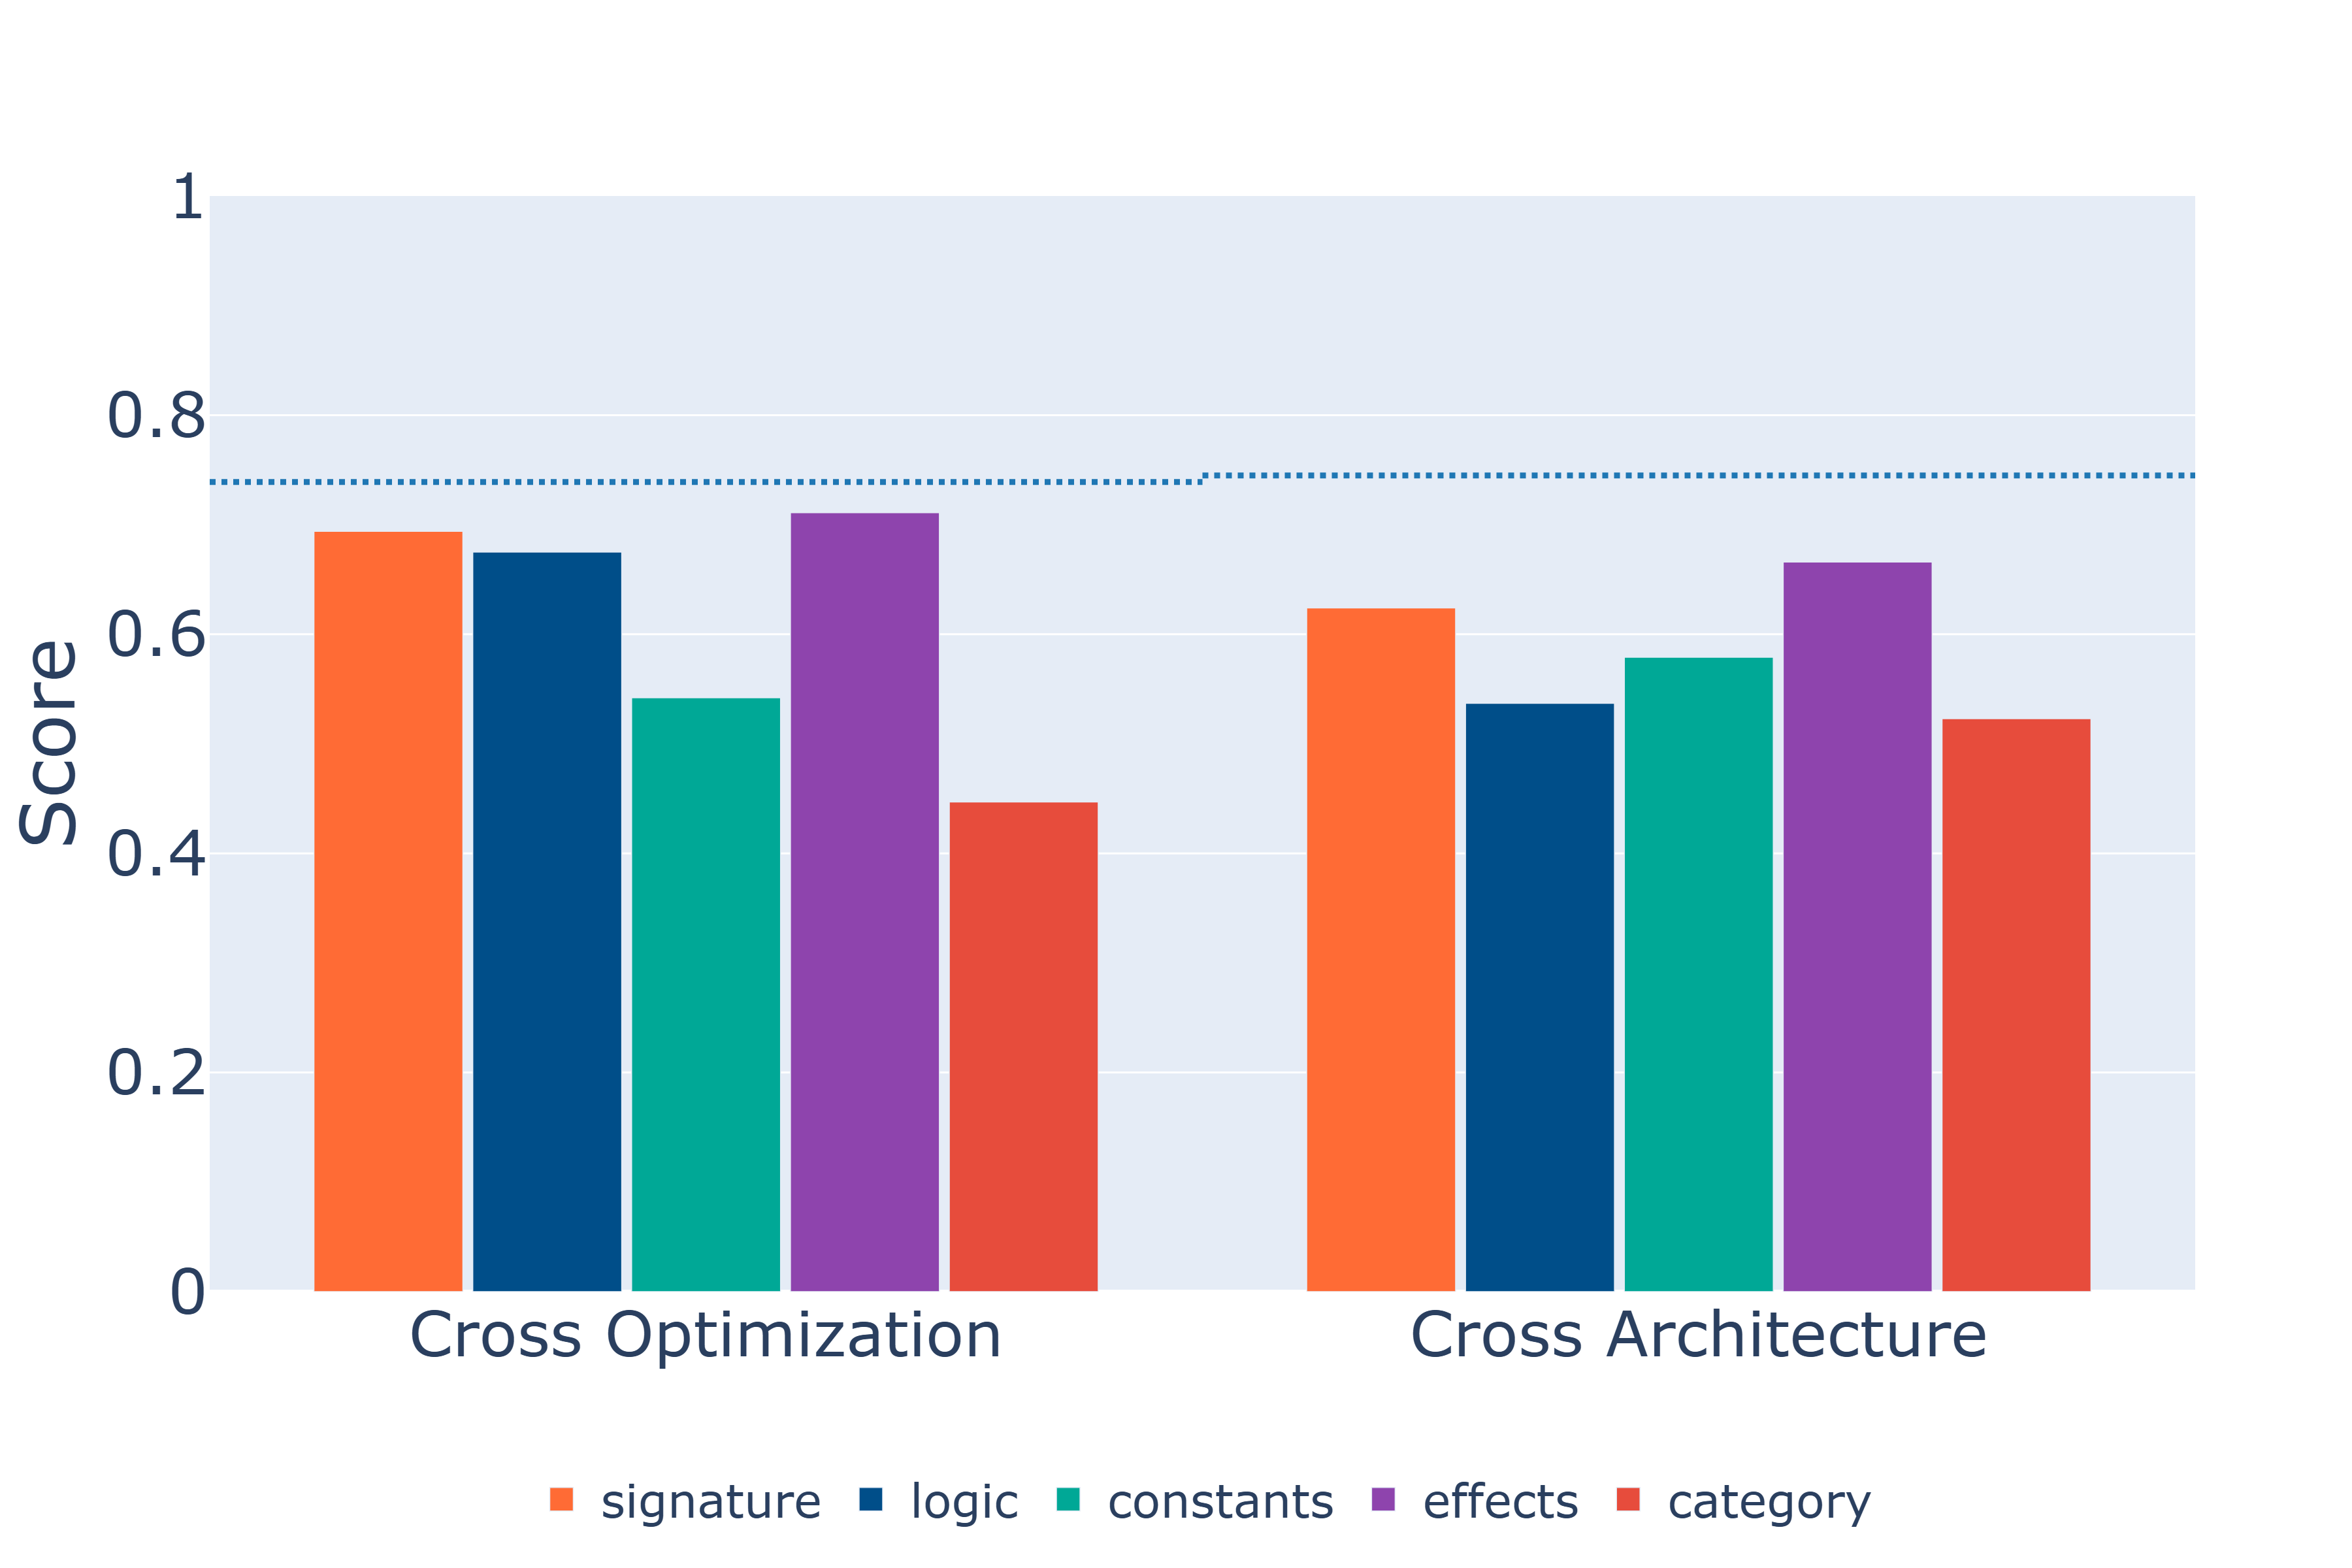 1
0.8
0.6
0.4
0.2
0
Score
Cross Optimization
Cross Architecture
signature logic constants effects category